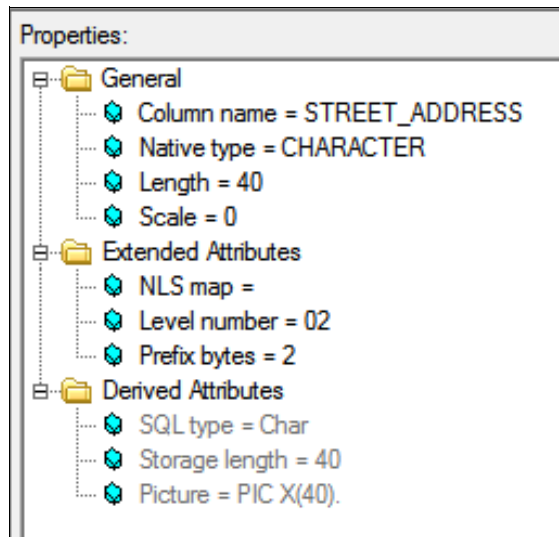 Properties:
General
Column name = STREET_ADDRESS
Native type = CHARACTER
Length = 40
Scale = 0
Extended Attributes
NLS map =
Level number = 02
Prefix bytes = 2
Derived Attributes
SQL type = Char
Storage length = 40
Picture = PIC X(40).